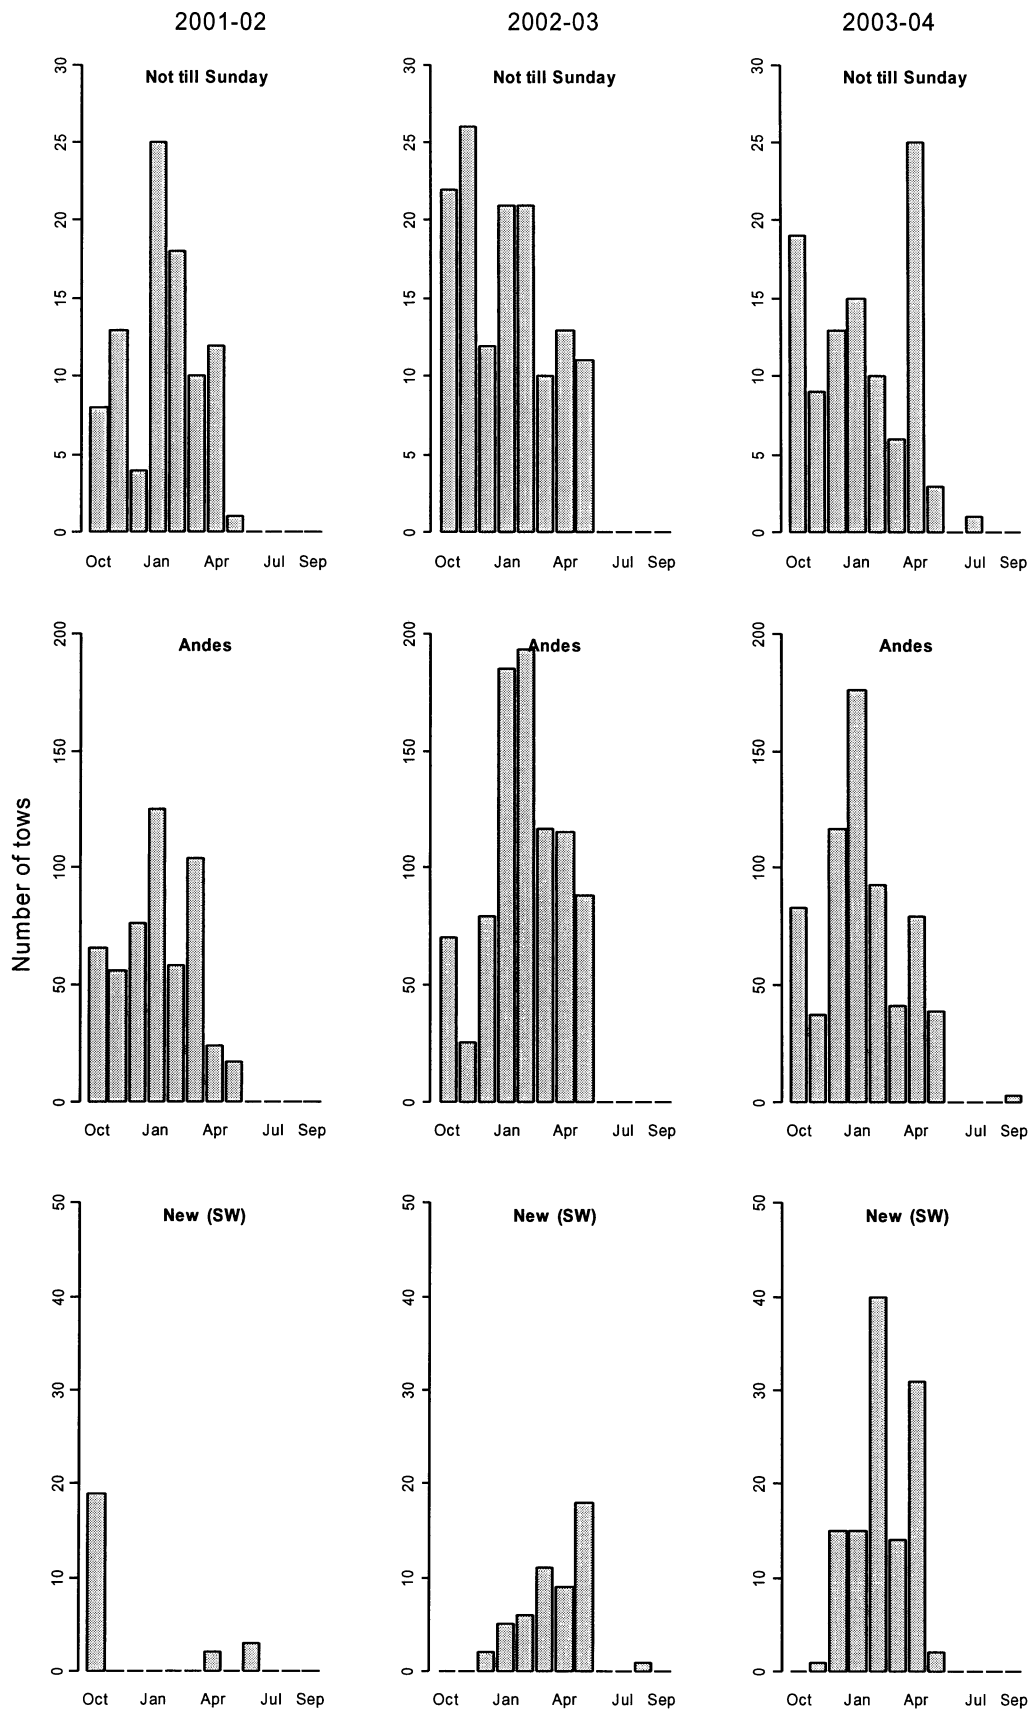 2001-02 2002-03 2003-04
Not till Sunday Not till Sunday Not till Sunday
30 30 30
25 25 25
20 20 20
15 15 15
10 10 10
5 5 5
0 0 0
Oct Jan Apr Jul Sep Oct Jan Apr Jul Sep Oct Jan Apr Jul Sep
Number of tows
Andes Andes Andes
200 200 200
150 150 150
100 100 100
50 50 50
0 0 0
Oct Jan Apr Jul Sep Oct Jan Apr Jul Sep Oct Jan Apr Jul Sep
New (SW) New (SW) New (SW)
50 50 50
40 40 40
30 30 30
20 20 20
10 10 10
0 0 0
Oct Jan Apr Jul Sep Oct Jan Apr Jul Sep Oct Jan Apr Jul Sep